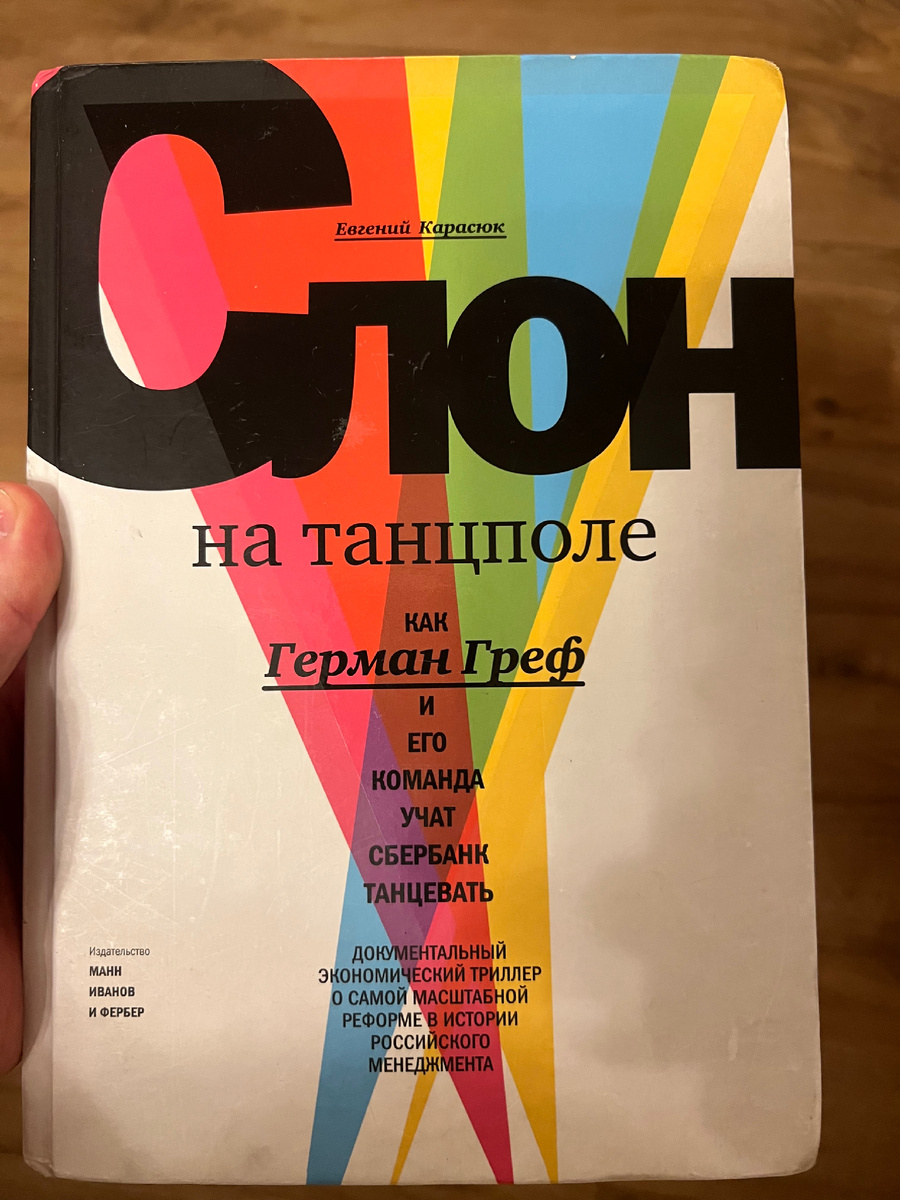 Евгений Карасюк
Слон
на танцполе
КАК
Герман Греф
И
ЕГО
КОМАНДА
УЧАТ
СБЕРБАНК
ТАНЦЕВАТЬ
Издательство
МАНН
ИВАНОВ
И ФЕРБЕР
ДОКУМЕНТАЛЬНЫЙ
ЭКОНОМИЧЕСКИЙ ТРИЛЛЕР
О САМОЙ МАСШТАБНОЙ
РЕФОРМЕ В ИСТОРИИ
РОССИЙСКОГО
МЕНЕДЖМЕНТА